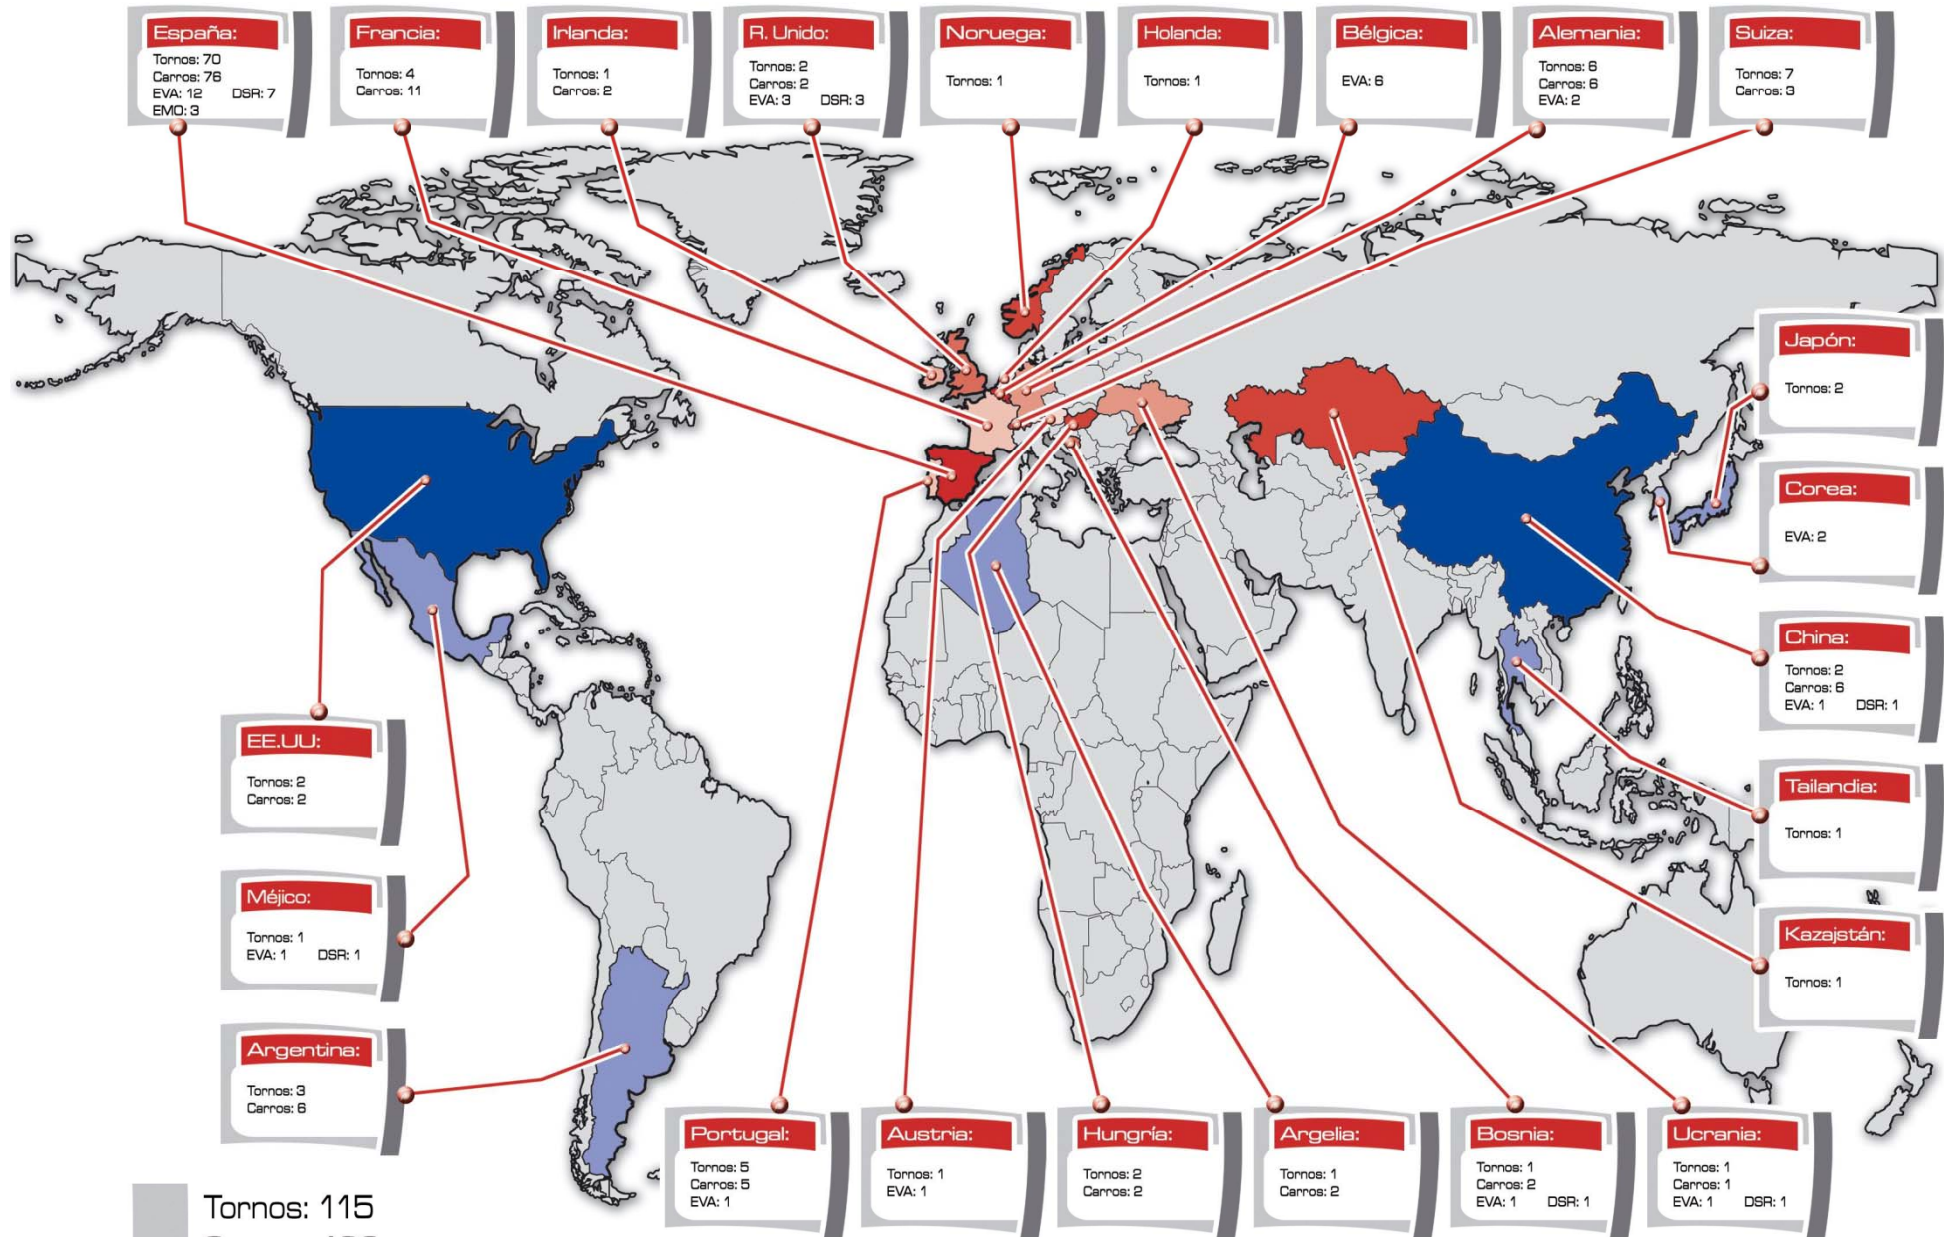 España:
Tornos: 70
Carros: 76
EVA: 12 DSR: 7
EMO: 3
Francia:
Tornos: 4
Carros: 11
Irlanda:
Tornos: 1
Carros: 2
R. Unido:
Tornos: 2
Carros: 2
EVA: 3 DSR: 3
Noruega:
Tornos: 1
Holanda:
Tornos: 1
Bélgica:
EVA: 6
Alemania:
Tornos: 6
Carros: 6
EVA: 2
Suiza:
Tornos: 7
Carros: 3
Japón:
Tornos: 2
Corea:
EVA: 2
China:
Tornos: 2
Carros: 6
EVA: 1 DSR: 1
Tailandia:
Tornos: 1
Kazajstán:
Tornos: 1
EE.UU:
Tornos: 2
Carros: 2
Méjico:
Tornos: 1
EVA: 1 DSR: 1
Argentina:
Tornos: 3
Carros: 6
Portugal:
Tornos: 5
Carros: 5
EVA: 1
Austria:
Tornos: 1
EVA: 1
Hungría:
Tornos: 2
Carros: 2
Argelia:
Tornos: 1
Carros: 2
Bosnia:
Tornos: 1
Carros: 2
EVA: 1 DSR: 1
Ucrania:
Tornos: 1
Carros: 1
EVA: 1 DSR: 1
Tornos: 115